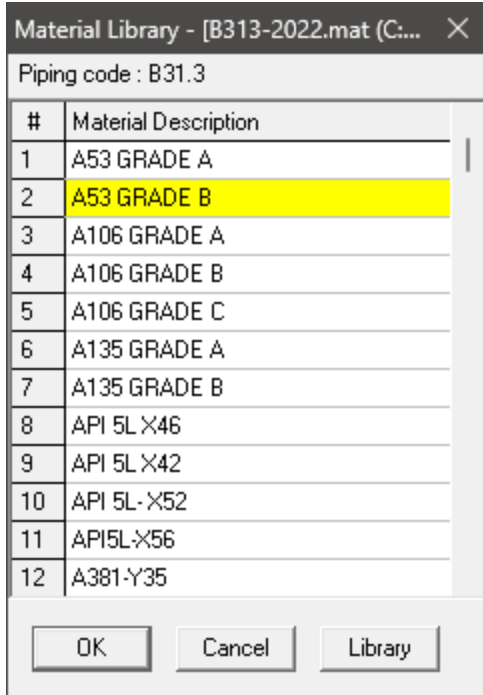 Material Library - [B313-2022.mat (C:...
Piping code : B31.3
# Material Description
1 A53 GRADE A
2 A53 GRADE B
3 A106 GRADE A
4 A106 GRADE B
5 A106 GRADE C
6 A135 GRADE A
7 A135 GRADE B
8 API 5L X46
9 API 5L X42
10 API 5L- X52
11 API5L-X56
12 A381-Y35
OK Cancel Library